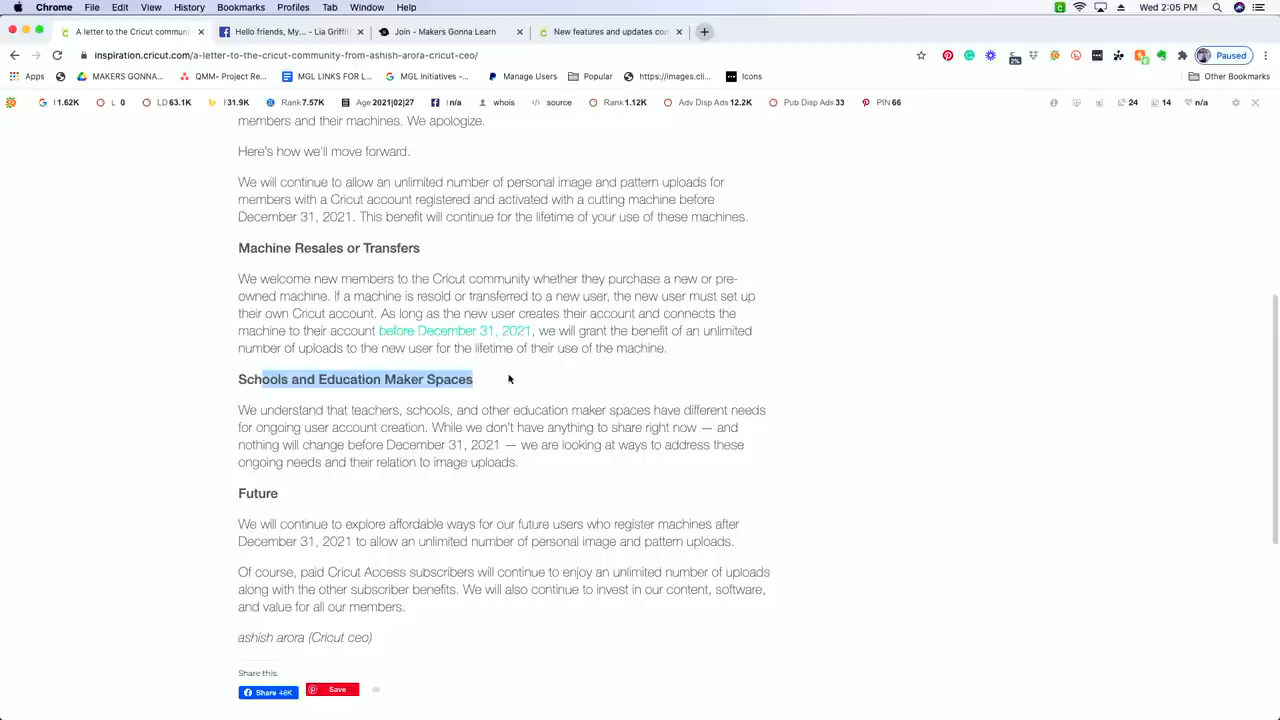 Chrome File Edit View History Bookmarks Profiles Tab Window Help Wed 2:05 PM
A letter to the Cricut communi Hello friends, My... - Lia Griffit Join - Makers Gonna Learn New features and updates com
inspiration.cricut.com/a-letter-to-the-cricut-community-from-ashish-arora-cricut-ceo/ Paused
Apps MAKERS GONNA... QMM- Project Re... MGL LINKS FOR L... MGL Initiatives -... Manage Users Popular https://images.cli... Icons Other Bookmarks
I 1.62K L 0 LD 63.1K I 31.9K Rank 7.57K Age 2021|02|27 I n/a whois source Rank 1.12K Adv Disp Ads 12.2K Pub Disp Ads 33 PIN 66 24 14 n/a
members and their machines. We apologize.
Here's how we'll move forward.
We will continue to allow an unlimited number of personal image and pattern uploads for
members with a Cricut account registered and activated with a cutting machine before
December 31, 2021. This benefit will continue for the lifetime of your use of these machines.
Machine Resales or Transfers
We welcome new members to the Cricut community whether they purchase a new or pre-
owned machine. If a machine is resold or transferred to a new user, the new user must set up
their own Cricut account. As long as the new user creates their account and connects the
machine to their account before December 31, 2021, we will grant the benefit of an unlimited
number of uploads to the new user for the lifetime of their use of the machine.
Schools and Education Maker Spaces
We understand that teachers, schools, and other education maker spaces have different needs
for ongoing user account creation. While we don't have anything to share right now — and
nothing will change before December 31, 2021 — we are looking at ways to address these
ongoing needs and their relation to image uploads.
Future
We will continue to explore affordable ways for our future users who register machines after
December 31, 2021 to allow an unlimited number of personal image and pattern uploads.
Of course, paid Cricut Access subscribers will continue to enjoy an unlimited number of uploads
along with the other subscriber benefits. We will also continue to invest in our content, software,
and value for all our members.
ashish arora (Cricut ceo)
Share this:
Share 48K Save